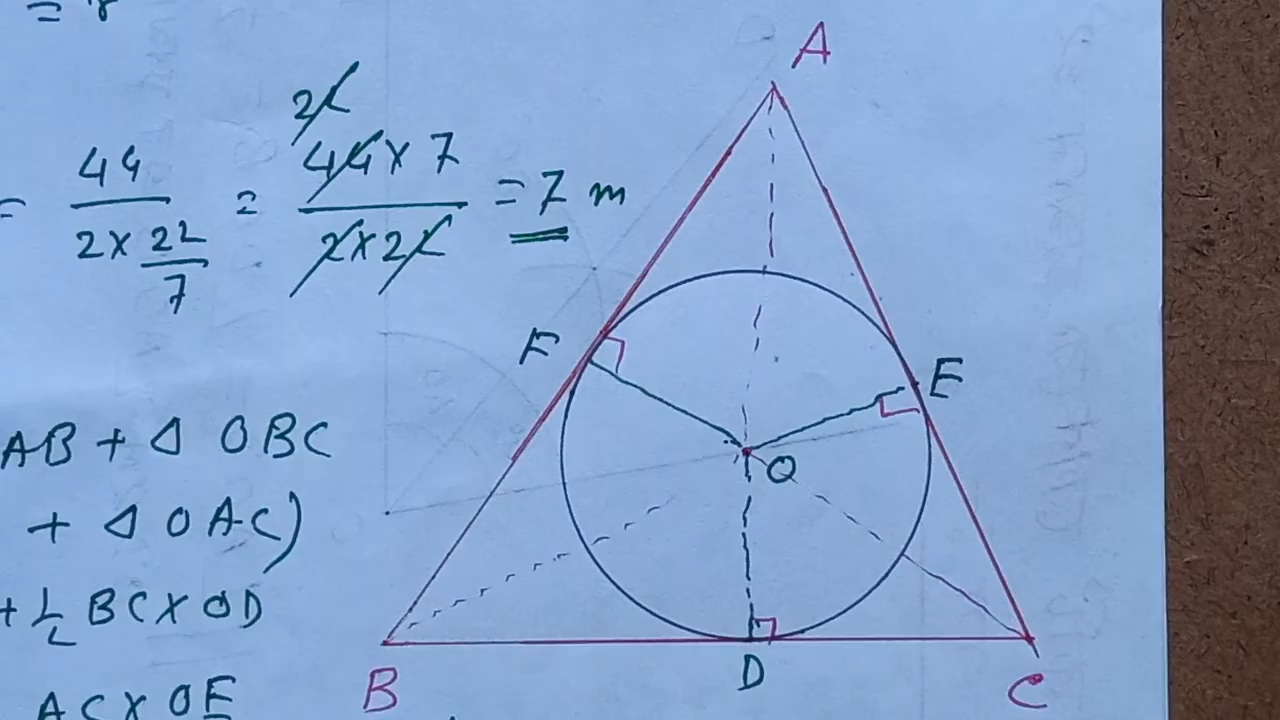 = r
= 44 / 2 × 22/7 = 44 × 7 / 2 × 22 = 7 m
AB + Δ OBC
+ Δ OAC)
+ 1/2 BC × OD
AC × OE
A
F
E
O
B
D
C